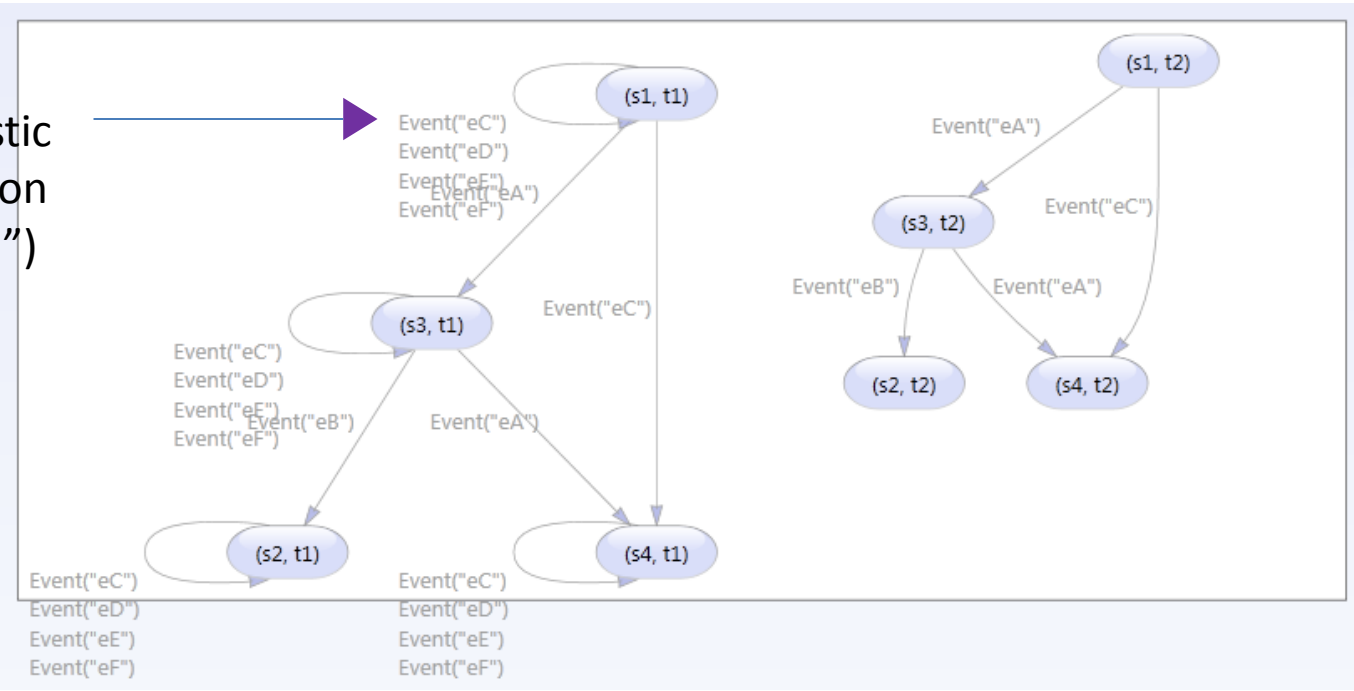 stic
on
")
(s1, t1)
Event("eC")
Event("eD")
Event("eE")
Event("eF")
Event("eA")
Event("eC")
(s3, t1)
Event("eC")
Event("eD")
Event("eE")
Event("eF")
Event("eB")
Event("eA")
(s2, t1)
Event("eC")
Event("eD")
Event("eE")
Event("eF")
(s4, t1)
Event("eC")
Event("eD")
Event("eE")
Event("eF")
(s1, t2)
Event("eA")
Event("eC")
(s3, t2)
Event("eB")
Event("eA")
(s2, t2)
(s4, t2)